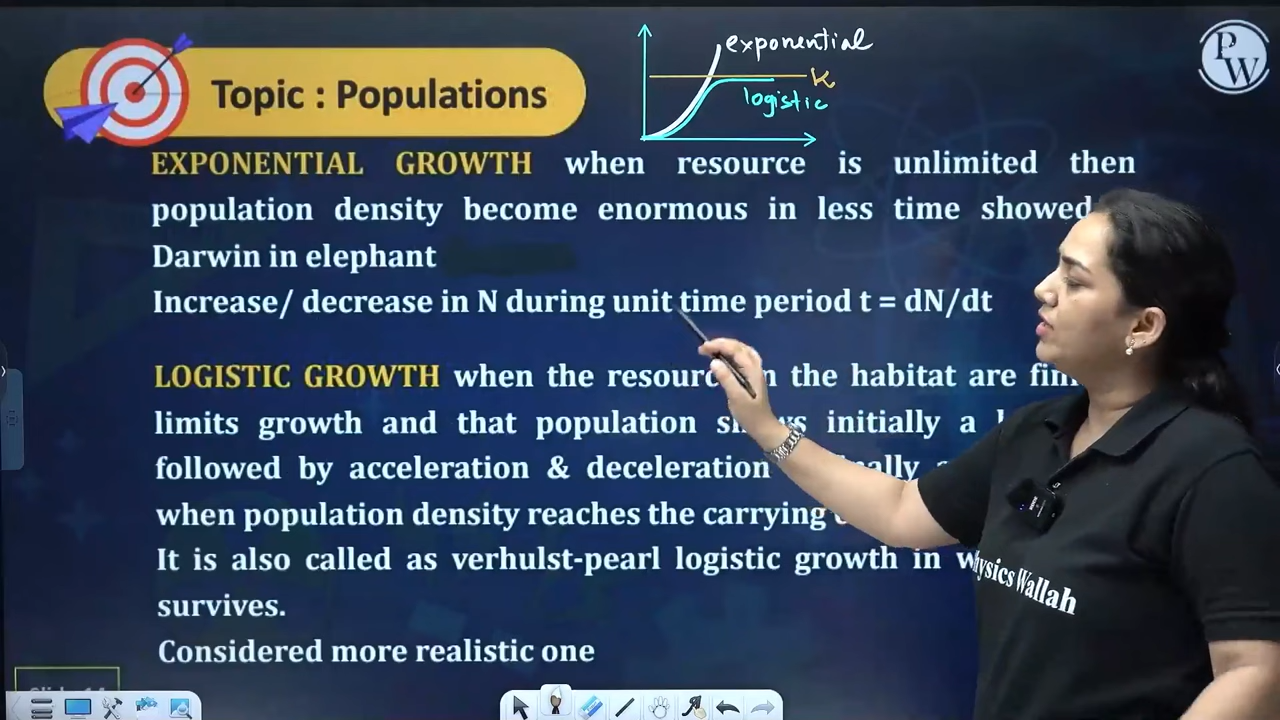 exponential
K
logistic
PW
Topic : Populations
EXPONENTIAL GROWTH when resource is unlimited then
population density become enormous in less time showed
Darwin in elephant
Increase/ decrease in N during unit time period t = dN/dt
LOGISTIC GROWTH when the in the habitat are
limits growth and that population initially a
followed by acceleration & deceleration
when population density reaches the carrying
It is also called as verhulst-pearl logistic growth in
survives.
Considered more realistic one
Physics Wallah